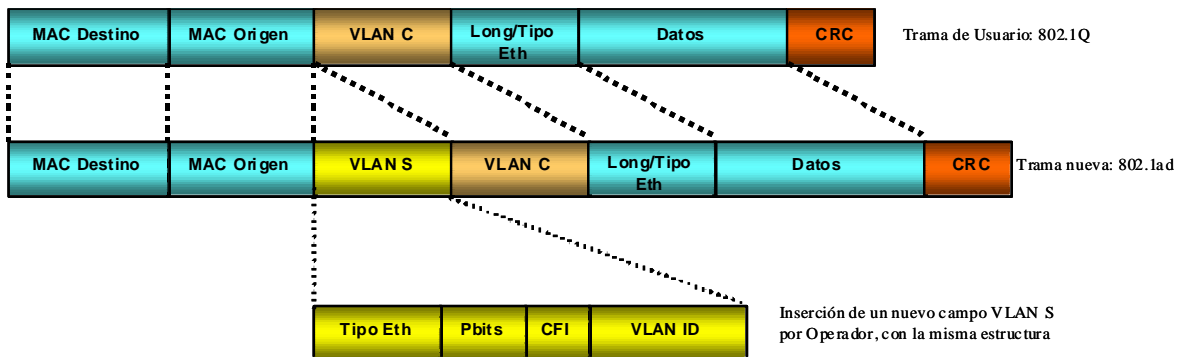 MAC Destino MAC Origen VLAN C Long/Tipo Eth Datos CRC Trama de Usuario: 802.1Q
MAC Destino MAC Origen VLAN S VLAN C Long/Tipo Eth Datos CRC Trama nueva: 802.1ad
Tipo Eth Pbits CFI VLAN ID
Inserción de un nuevo campo VLAN S
por Operador, con la misma estructura